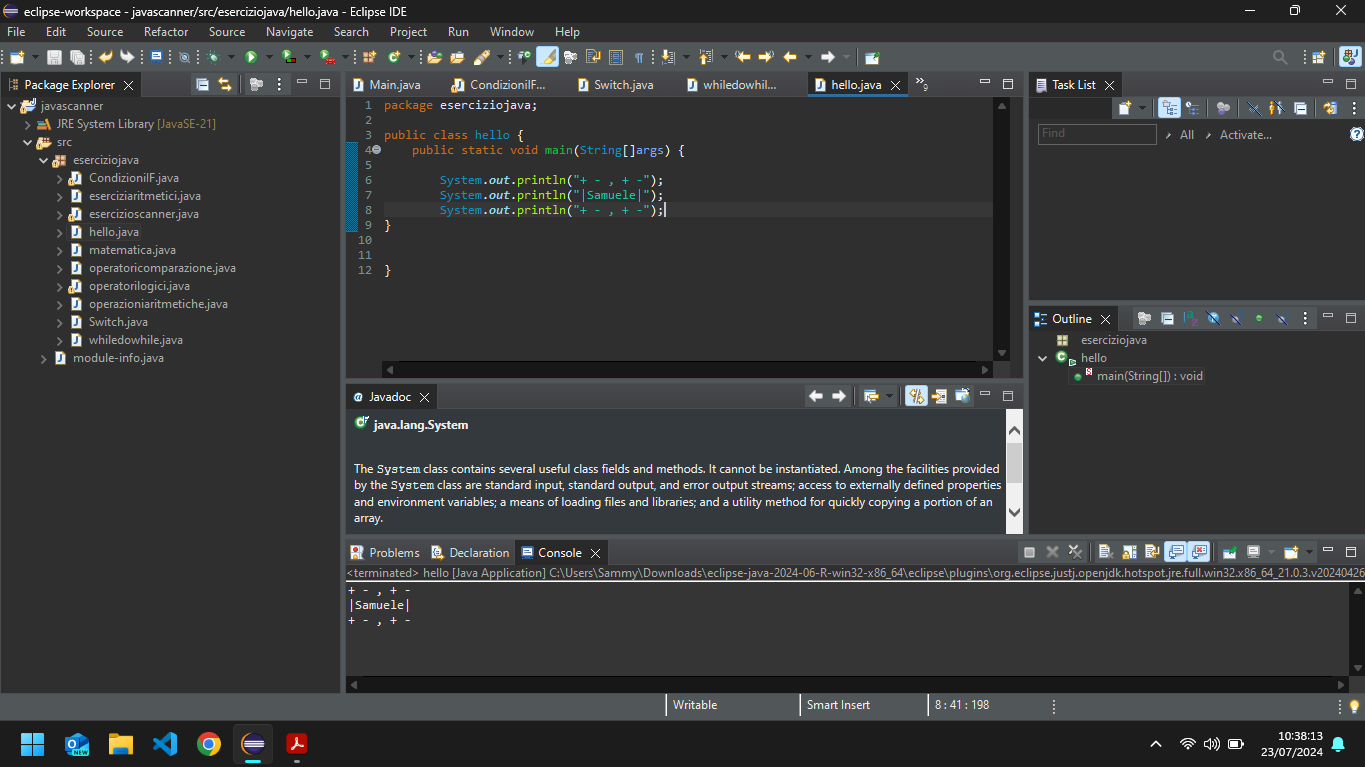 eclipse-workspace - javascanner/src/eserciziojava/hello.java - Eclipse IDE
File Edit Source Refactor Source Navigate Search Project Run Window Help
Package Explorer
javascanner
JRE System Library [JavaSE-21]
src
eserciziojava
CondizioniIF.java
eserciziaritmetici.java
esercizioscanner.java
hello.java
matematica.java
operatoricomparazione.java
operatorilogici.java
operazioniaritmetiche.java
Switch.java
whiledowhile.java
module-info.java
Main.java CondizioniIF... Switch.java whiledowhil... hello.java »9
1 package eserciziojava;
2
3 public class hello {
4 public static void main(String[]args) {
5
6 System.out.println("+ - , + -");
7 System.out.println("|Samuele|");
8 System.out.println("+ - , + -");
9 }
10
11
12 }
Javadoc
java.lang.System
The System class contains several useful class fields and methods. It cannot be instantiated. Among the facilities provided
by the System class are standard input, standard output, and error output streams; access to externally defined properties
and environment variables; a means of loading files and libraries; and a utility method for quickly copying a portion of an
array.
Task List
Find All Activate...
Outline
eserciziojava
hello
main(String[]) : void
Problems Declaration Console
<terminated> hello [Java Application] C:\Users\Sammy\Downloads\eclipse-java-2024-06-R-win32-x86_64\eclipse\plugins\org.eclipse.justj.openjdk.hotspot.jre.full.win32.x86_64_21.0.3.v20240426
+ - , + -
|Samuele|
+ - , + -
Writable Smart Insert 8 : 41 : 198
NEW
10:38:13
23/07/2024